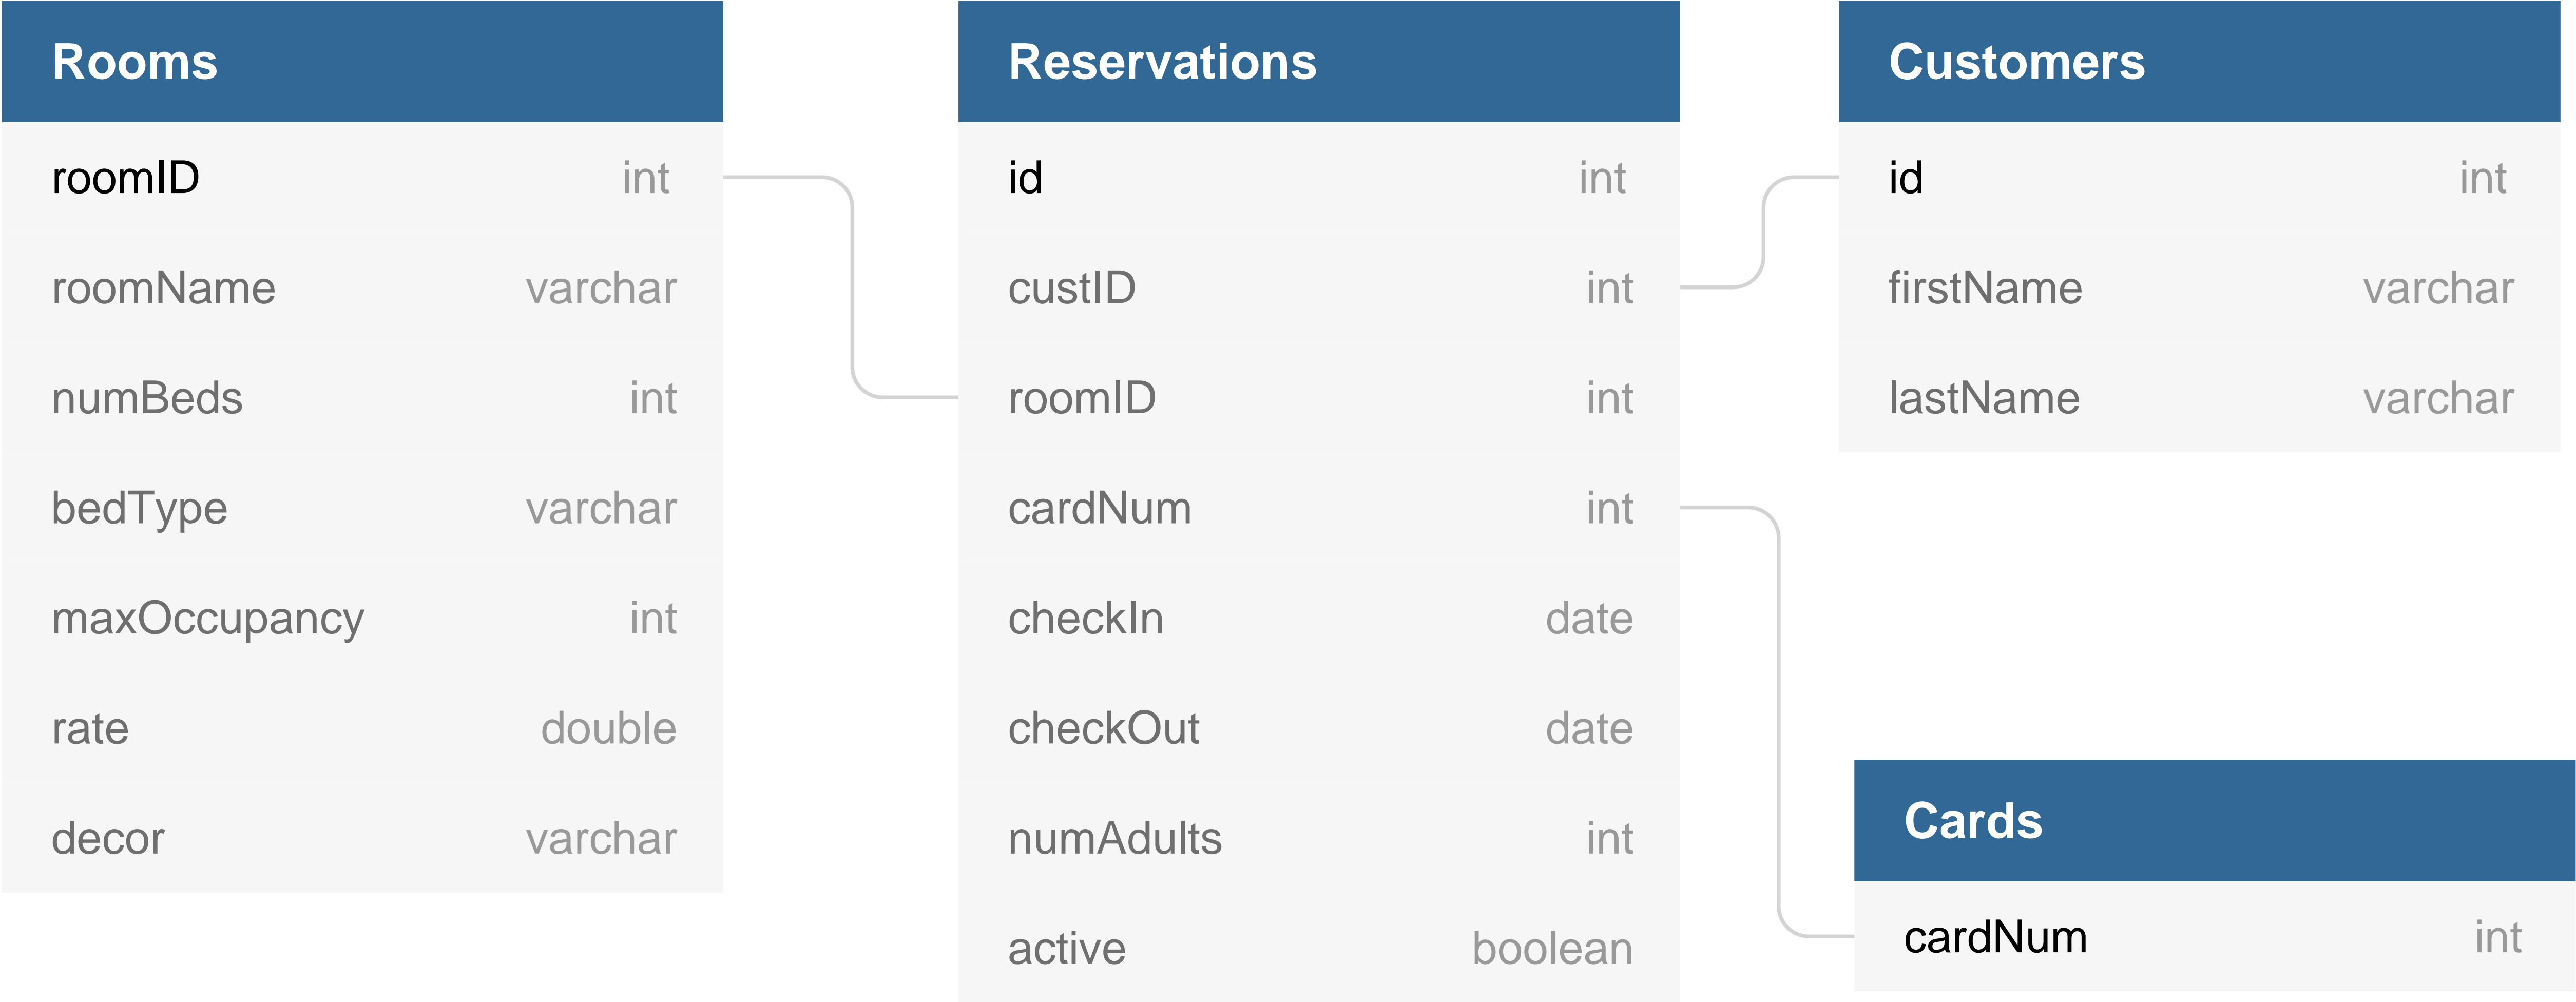 Rooms
roomID int
roomName varchar
numBeds int
bedType varchar
maxOccupancy int
rate double
decor varchar
Reservations
id int
custID int
roomID int
cardNum int
checkIn date
checkOut date
numAdults int
active boolean
Customers
id int
firstName varchar
lastName varchar
Cards
cardNum int